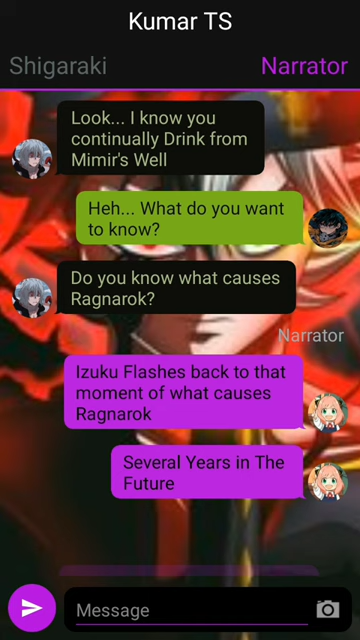 Kumar TS
Shigaraki
Narrator
Look... I know you
continually Drink from
Mimir's Well
Heh... What do you want
to know?
Do you know what causes
Ragnarok?
Narrator
Izuku Flashes back to that
moment of what causes
Ragnarok
Several Years in The
Future
Message